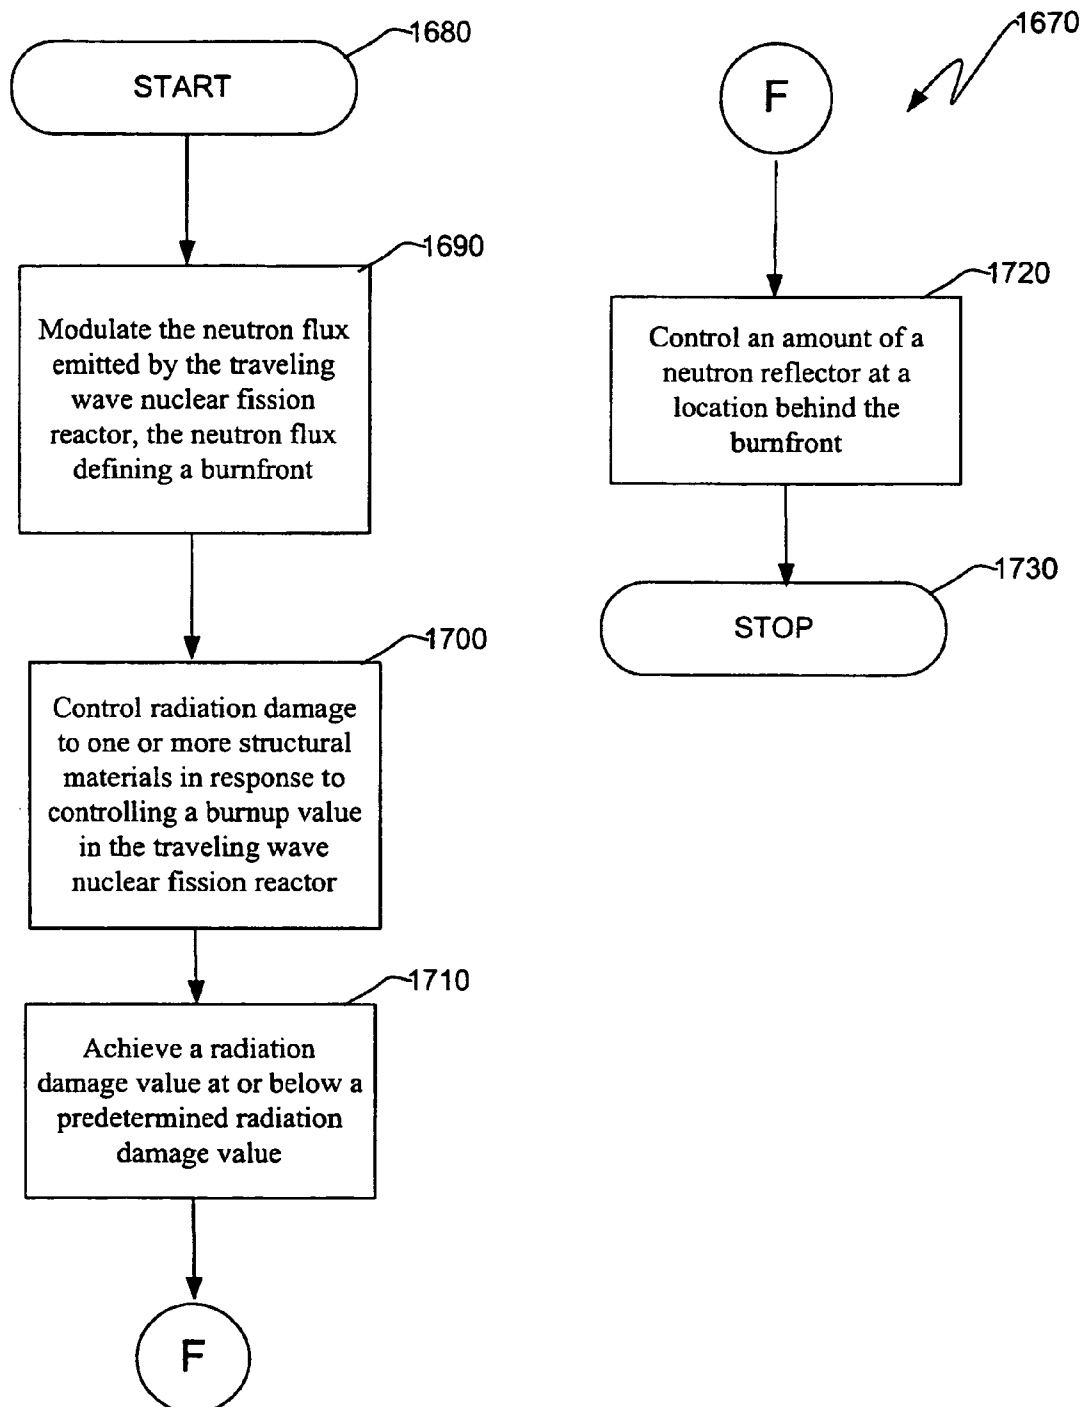 START
1680
1690
Modulate the neutron flux
emitted by the traveling
wave nuclear fission
reactor, the neutron flux
defining a burnfront
1700
Control radiation damage
to one or more structural
materials in response to
controlling a burnup value
in the traveling wave
nuclear fission reactor
1710
Achieve a radiation
damage value at or below a
predetermined radiation
damage value
F
F
1670
1720
Control an amount of a
neutron reflector at a
location behind the
burnfront
1730
STOP